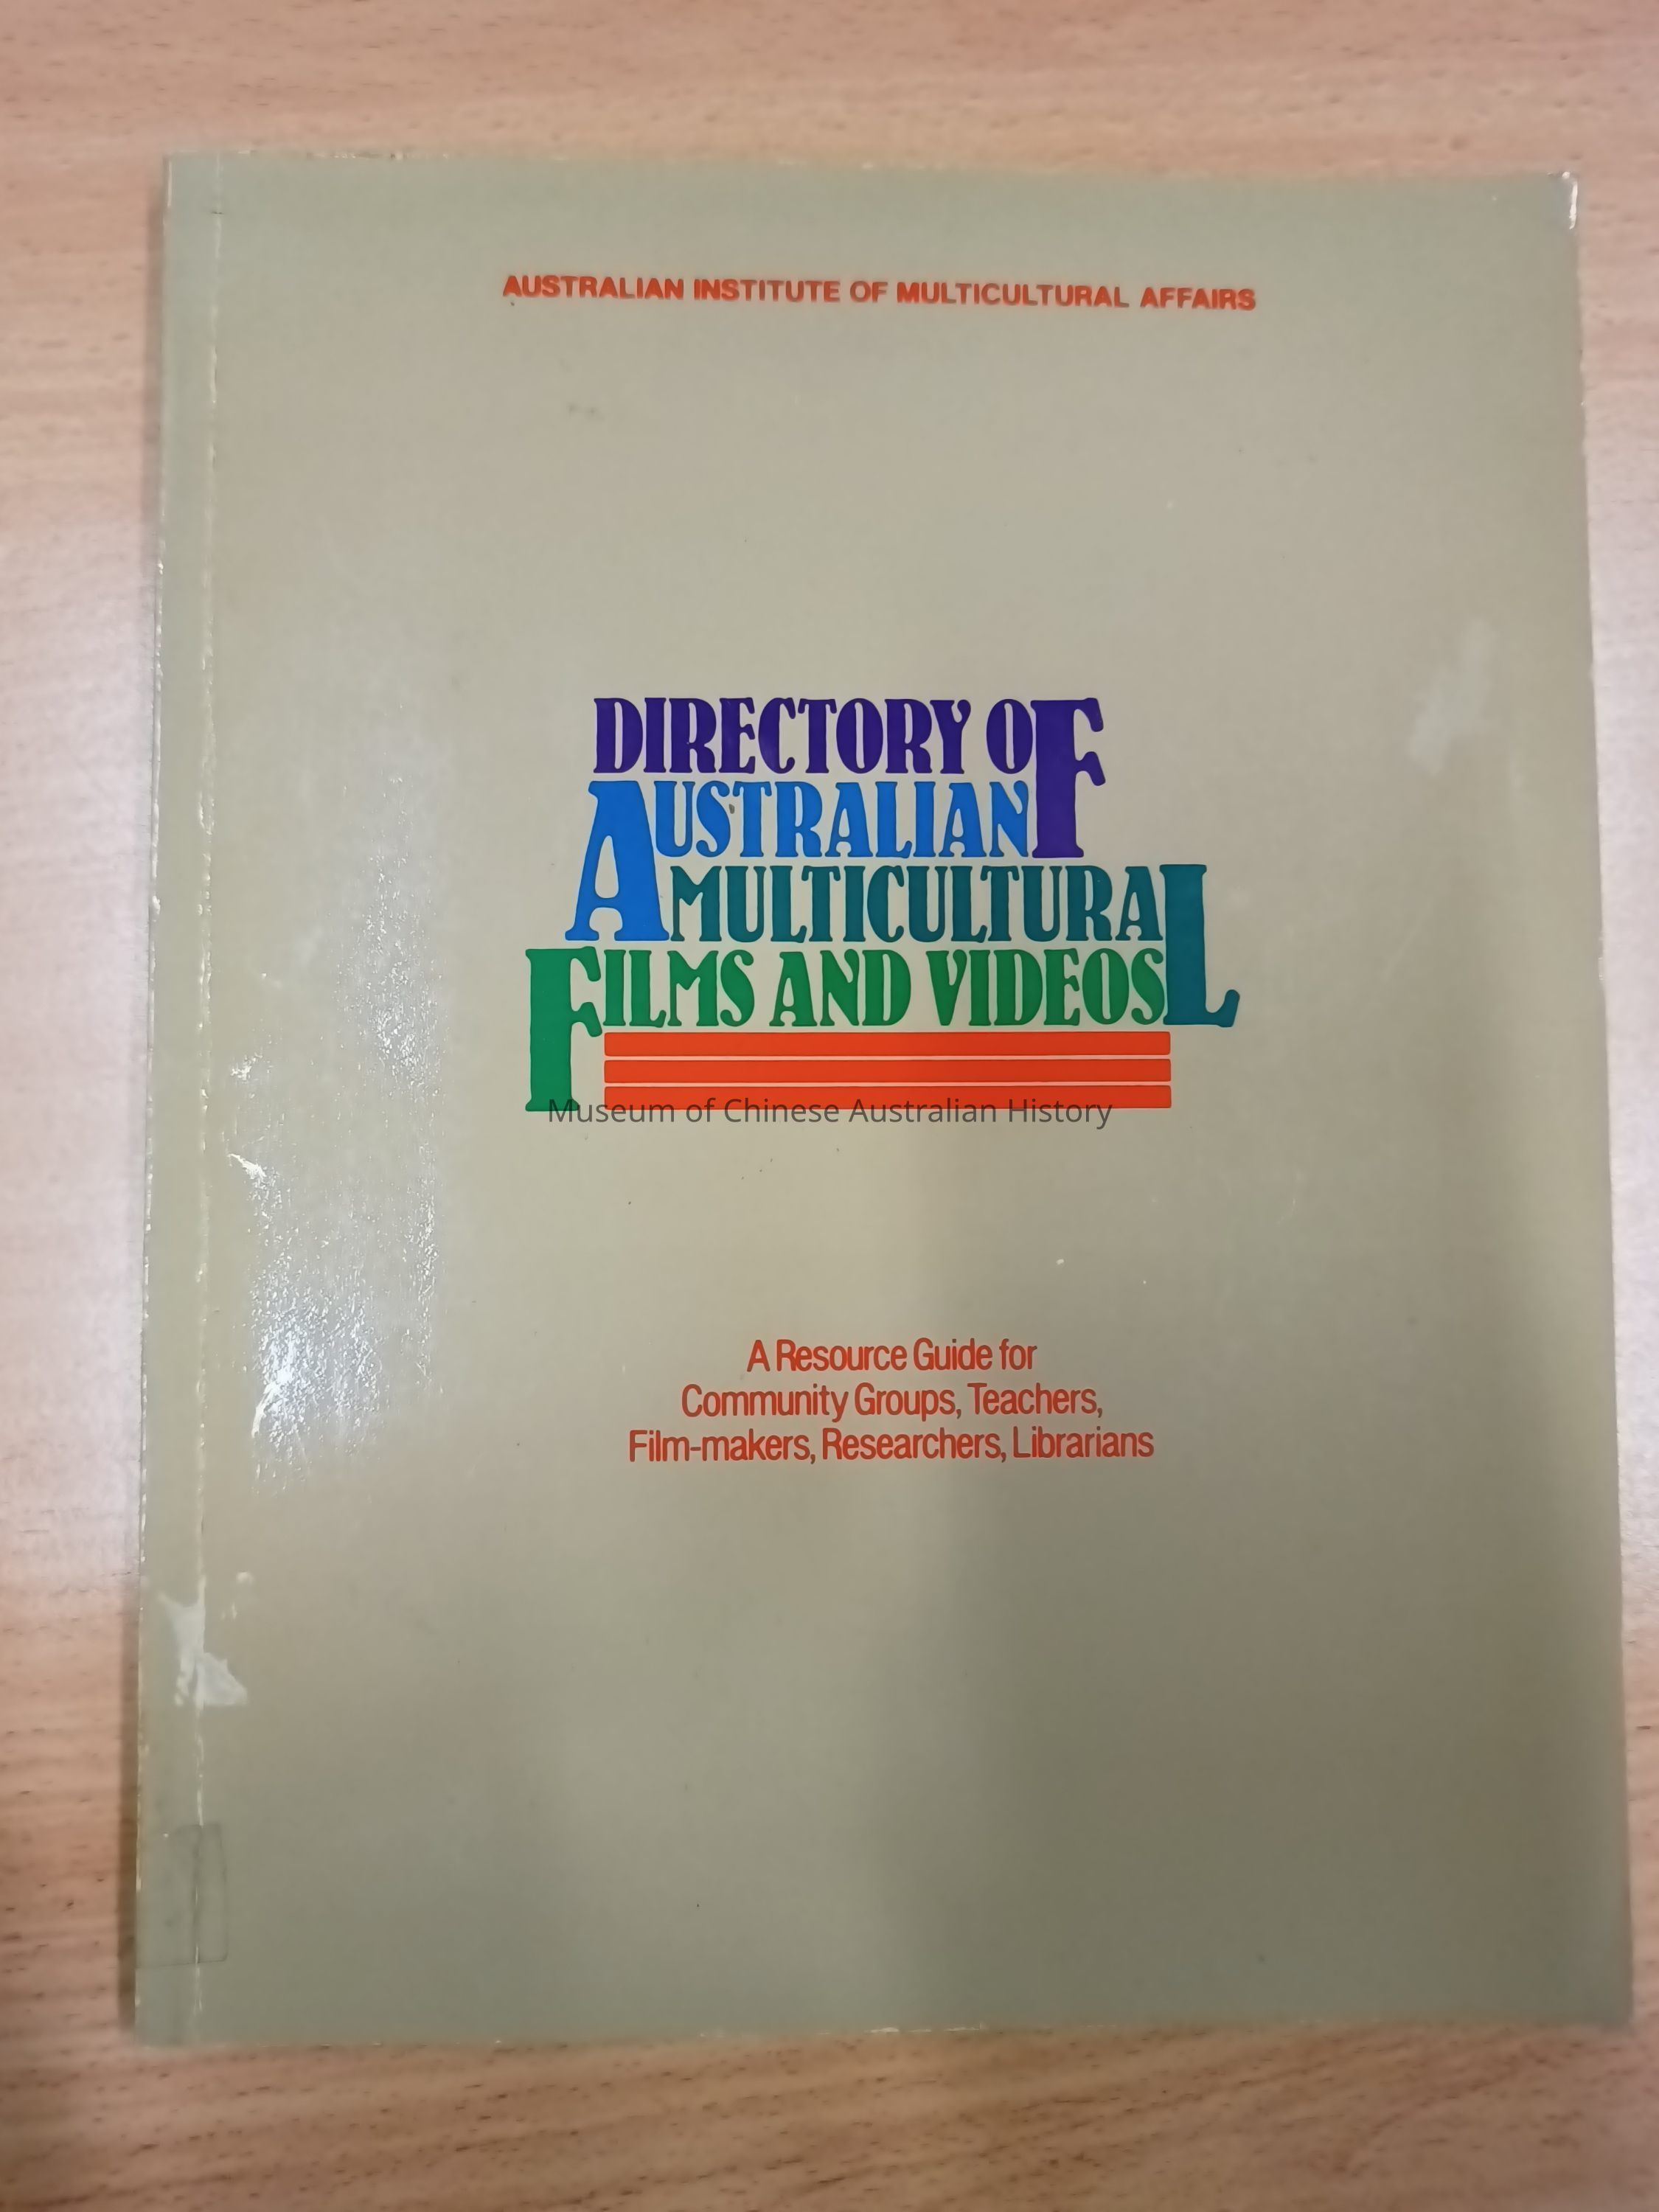 AUSTRALIAN INSTITUTE OF MULTICULTURAL AFFAIRS
DIRECTORY OF
AUSTRALIAN
MULTICULTURAL
FILMS AND VIDEOS
Museum of Chinese Australian History
A Resource Guide for
Community Groups, Teachers,
Film-makers, Researchers, Librarians